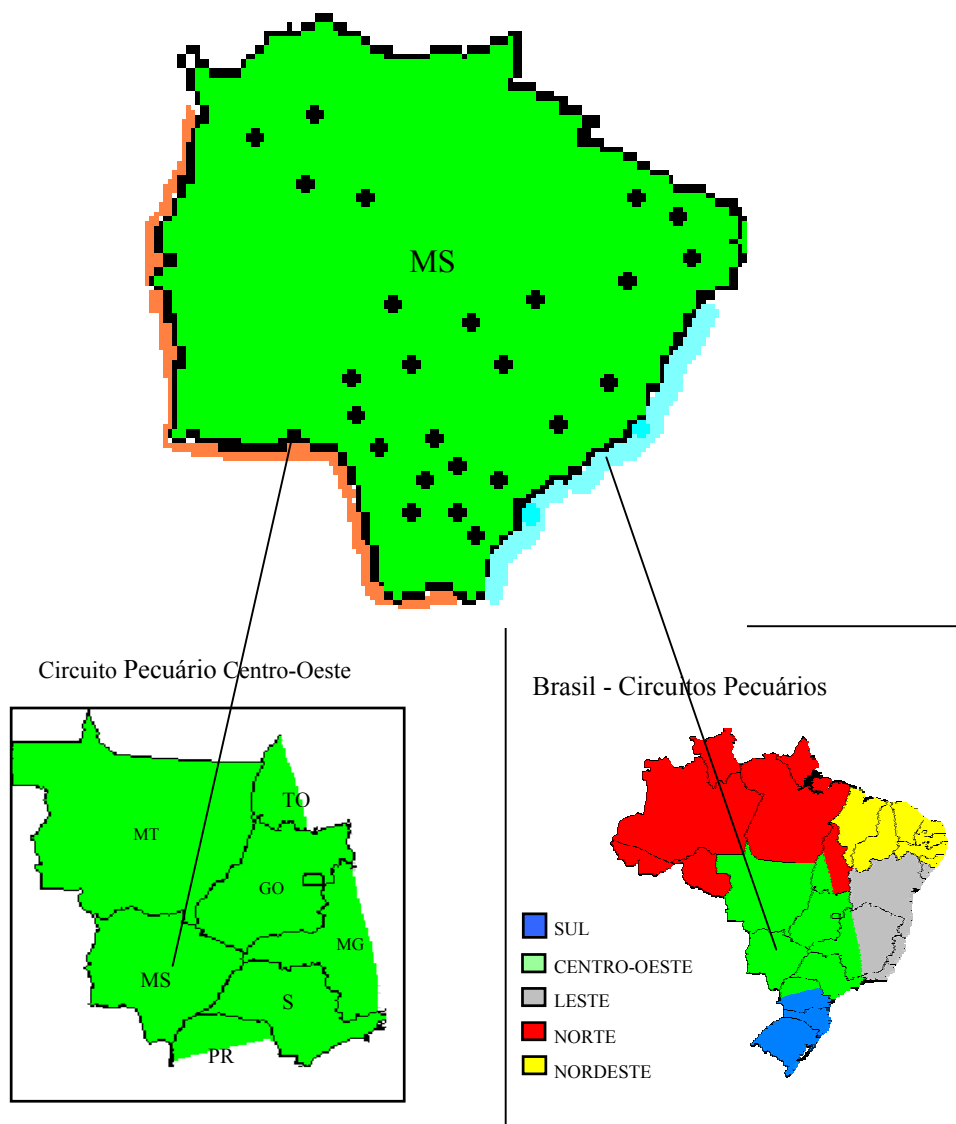 MS
Circuito Pecuário Centro-Oeste
TO
MT
GO
MG
MS
S
PR
Brasil - Circuitos Pecuários
SUL
CENTRO-OESTE
LESTE
NORTE
NORDESTE